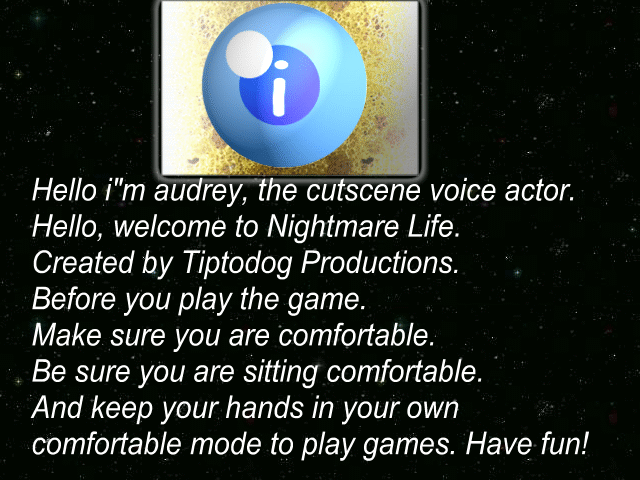 i
Hello i"m audrey, the cutscene voice actor.
Hello, welcome to Nightmare Life.
Created by Tiptodog Productions.
Before you play the game.
Make sure you are comfortable.
Be sure you are sitting comfortable.
And keep your hands in your own
comfortable mode to play games. Have fun!